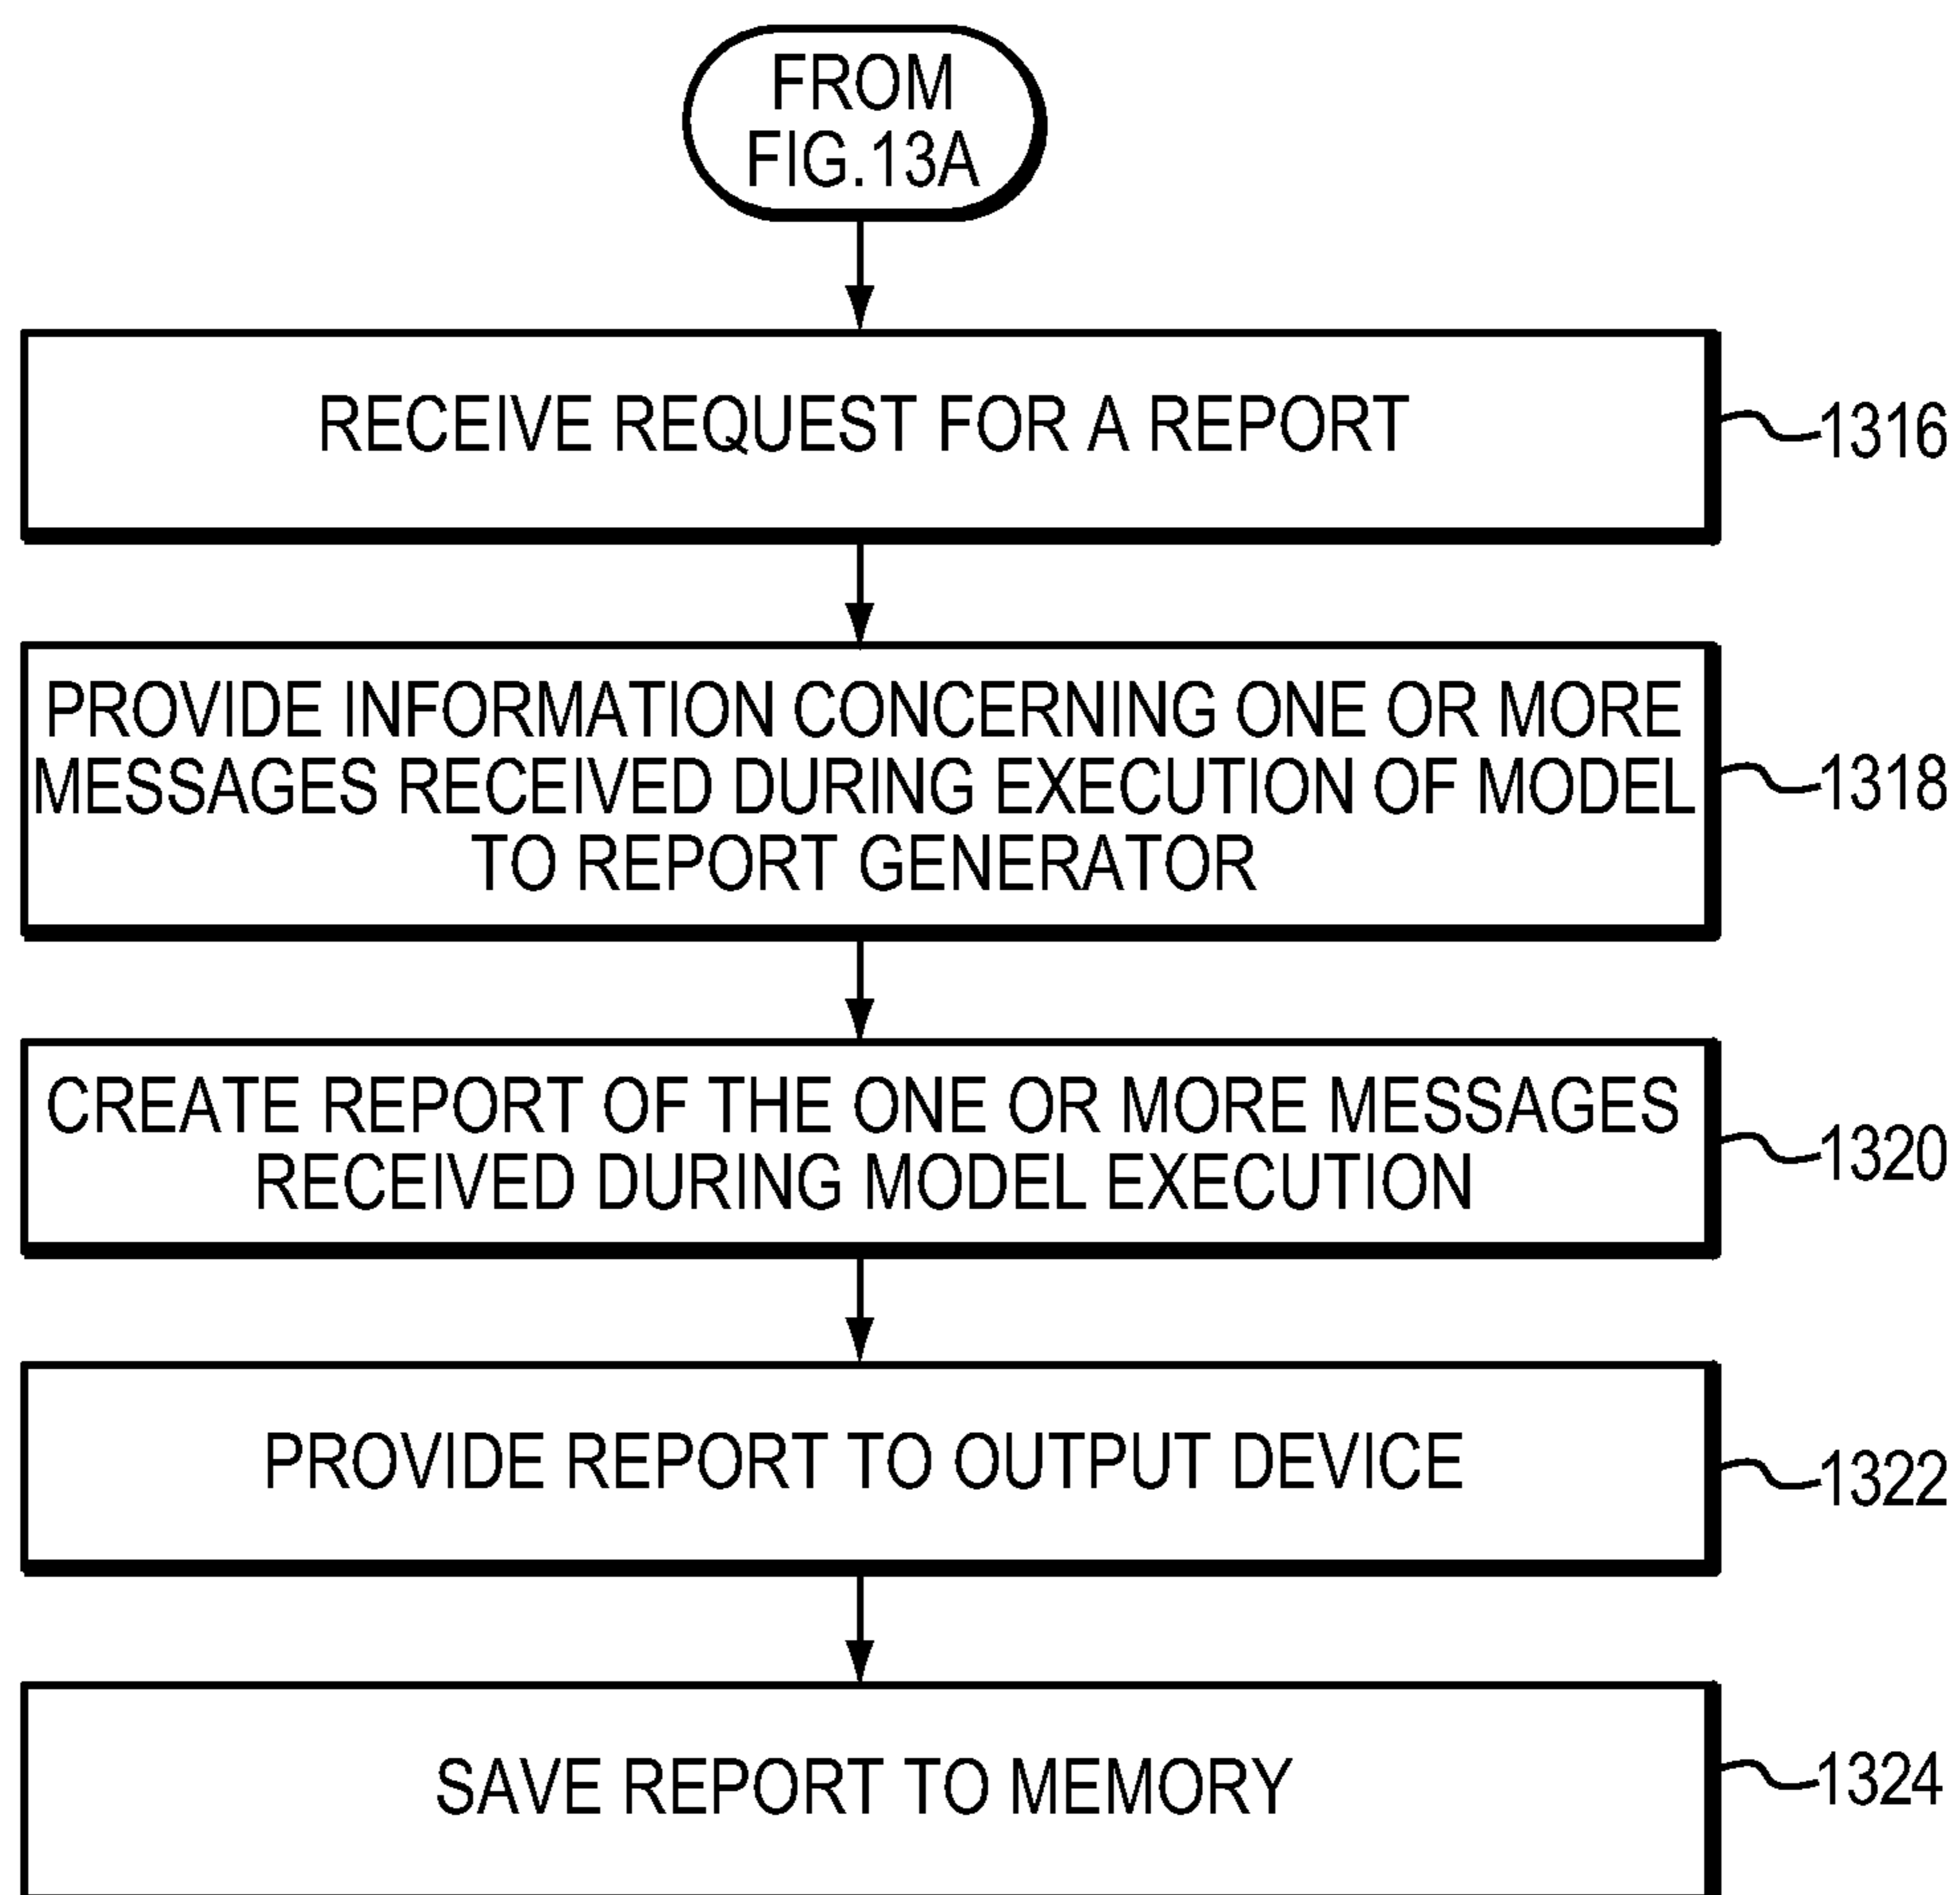 FROM
FIG.13A
RECEIVE REQUEST FOR A REPORT
1316
PROVIDE INFORMATION CONCERNING ONE OR MORE
MESSAGES RECEIVED DURING EXECUTION OF MODEL
TO REPORT GENERATOR
1318
CREATE REPORT OF THE ONE OR MORE MESSAGES
RECEIVED DURING MODEL EXECUTION
1320
PROVIDE REPORT TO OUTPUT DEVICE
1322
SAVE REPORT TO MEMORY
1324